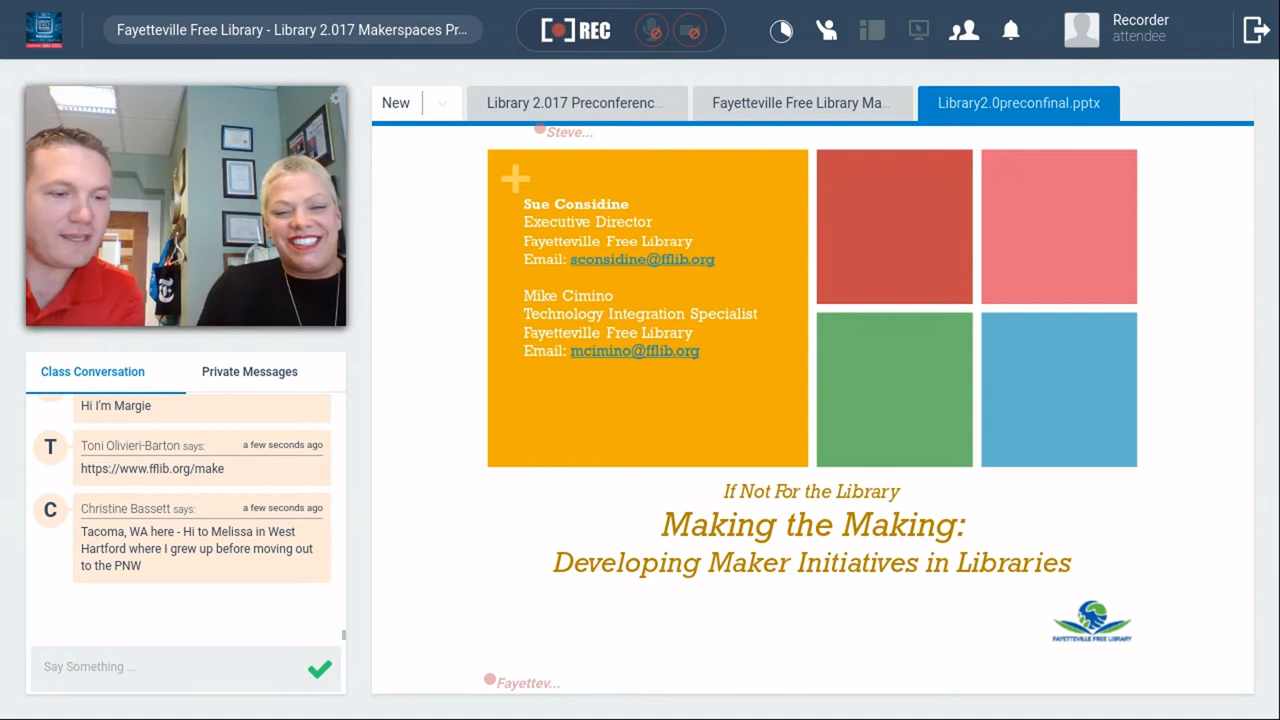 Fayetteville Free Library - Library 2.017 Makerspaces Pr...
REC
Recorder
attendee
New
Library 2.017 Preconferenc
Fayetteville Free Library Ma...
Library2.0preconfinal.pptx
Steve...
Sue Considine
Executive Director
Fayetteville Free Library
Email: sconsidine@fflib.org
Mike Cimino
Technology Integration Specialist
Fayetteville Free Library
Email: mcimino@fflib.org
If Not For the Library
Making the Making:
Developing Maker Initiatives in Libraries
FAYETTEVILLE FREE LIBRARY
Fayettev...
Class Conversation
Private Messages
Hi I'm Margie
T
Toni Olivieri-Barton says:
a few seconds ago
https://www.fflib.org/make
C
Christine Bassett says:
a few seconds ago
Tacoma, WA here - Hi to Melissa in West
Hartford where I grew up before moving out
to the PNW
Say Something ...